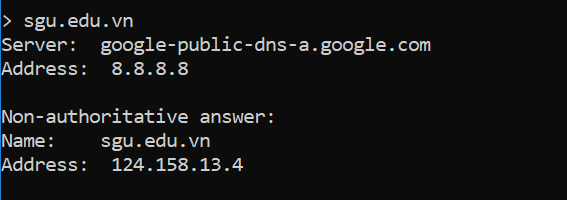 > sgu.edu.vn
Server:  google-public-dns-a.google.com
Address:  8.8.8.8

Non-authoritative answer:
Name:    sgu.edu.vn
Address:  124.158.13.4